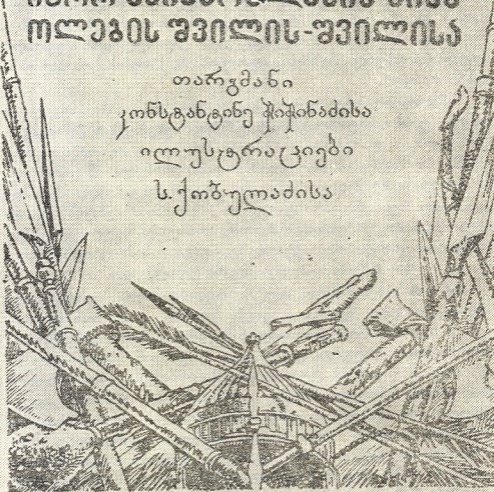 ოლეგის შვილის-შვილისა
თარგმანი
კონსტანტინე ჭიჭინაძისა
ილუსტრაციები
ს. ქობულაძისა